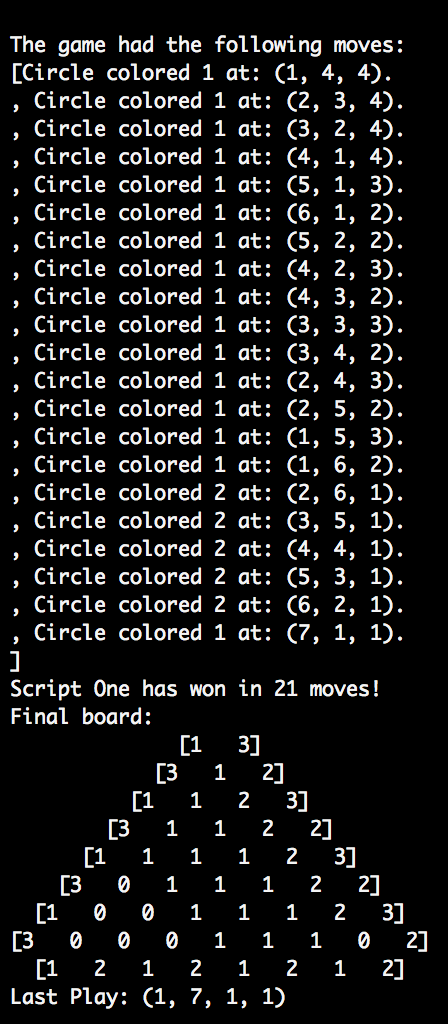 The game had the following moves:
[Circle colored 1 at: (1, 4, 4).
, Circle colored 1 at: (2, 3, 4).
, Circle colored 1 at: (3, 2, 4).
, Circle colored 1 at: (4, 1, 4).
, Circle colored 1 at: (5, 1, 3).
, Circle colored 1 at: (6, 1, 2).
, Circle colored 1 at: (5, 2, 2).
, Circle colored 1 at: (4, 2, 3).
, Circle colored 1 at: (4, 3, 2).
, Circle colored 1 at: (3, 3, 3).
, Circle colored 1 at: (3, 4, 2).
, Circle colored 1 at: (2, 4, 3).
, Circle colored 1 at: (2, 5, 2).
, Circle colored 1 at: (1, 5, 3).
, Circle colored 1 at: (1, 6, 2).
, Circle colored 2 at: (2, 6, 1).
, Circle colored 2 at: (3, 5, 1).
, Circle colored 2 at: (4, 4, 1).
, Circle colored 2 at: (5, 3, 1).
, Circle colored 2 at: (6, 2, 1).
, Circle colored 1 at: (7, 1, 1).
]
Script One has won in 21 moves!
Final board:
[1 3]
[3 1 2]
[1 1 2 3]
[3 1 1 2 2]
[1 1 1 1 2 3]
[3 0 1 1 1 2 2]
[1 0 0 1 1 1 2 3]
[3 0 0 0 1 1 1 0 2]
[1 2 1 2 1 2 1 2]
Last Play: (1, 7, 1, 1)